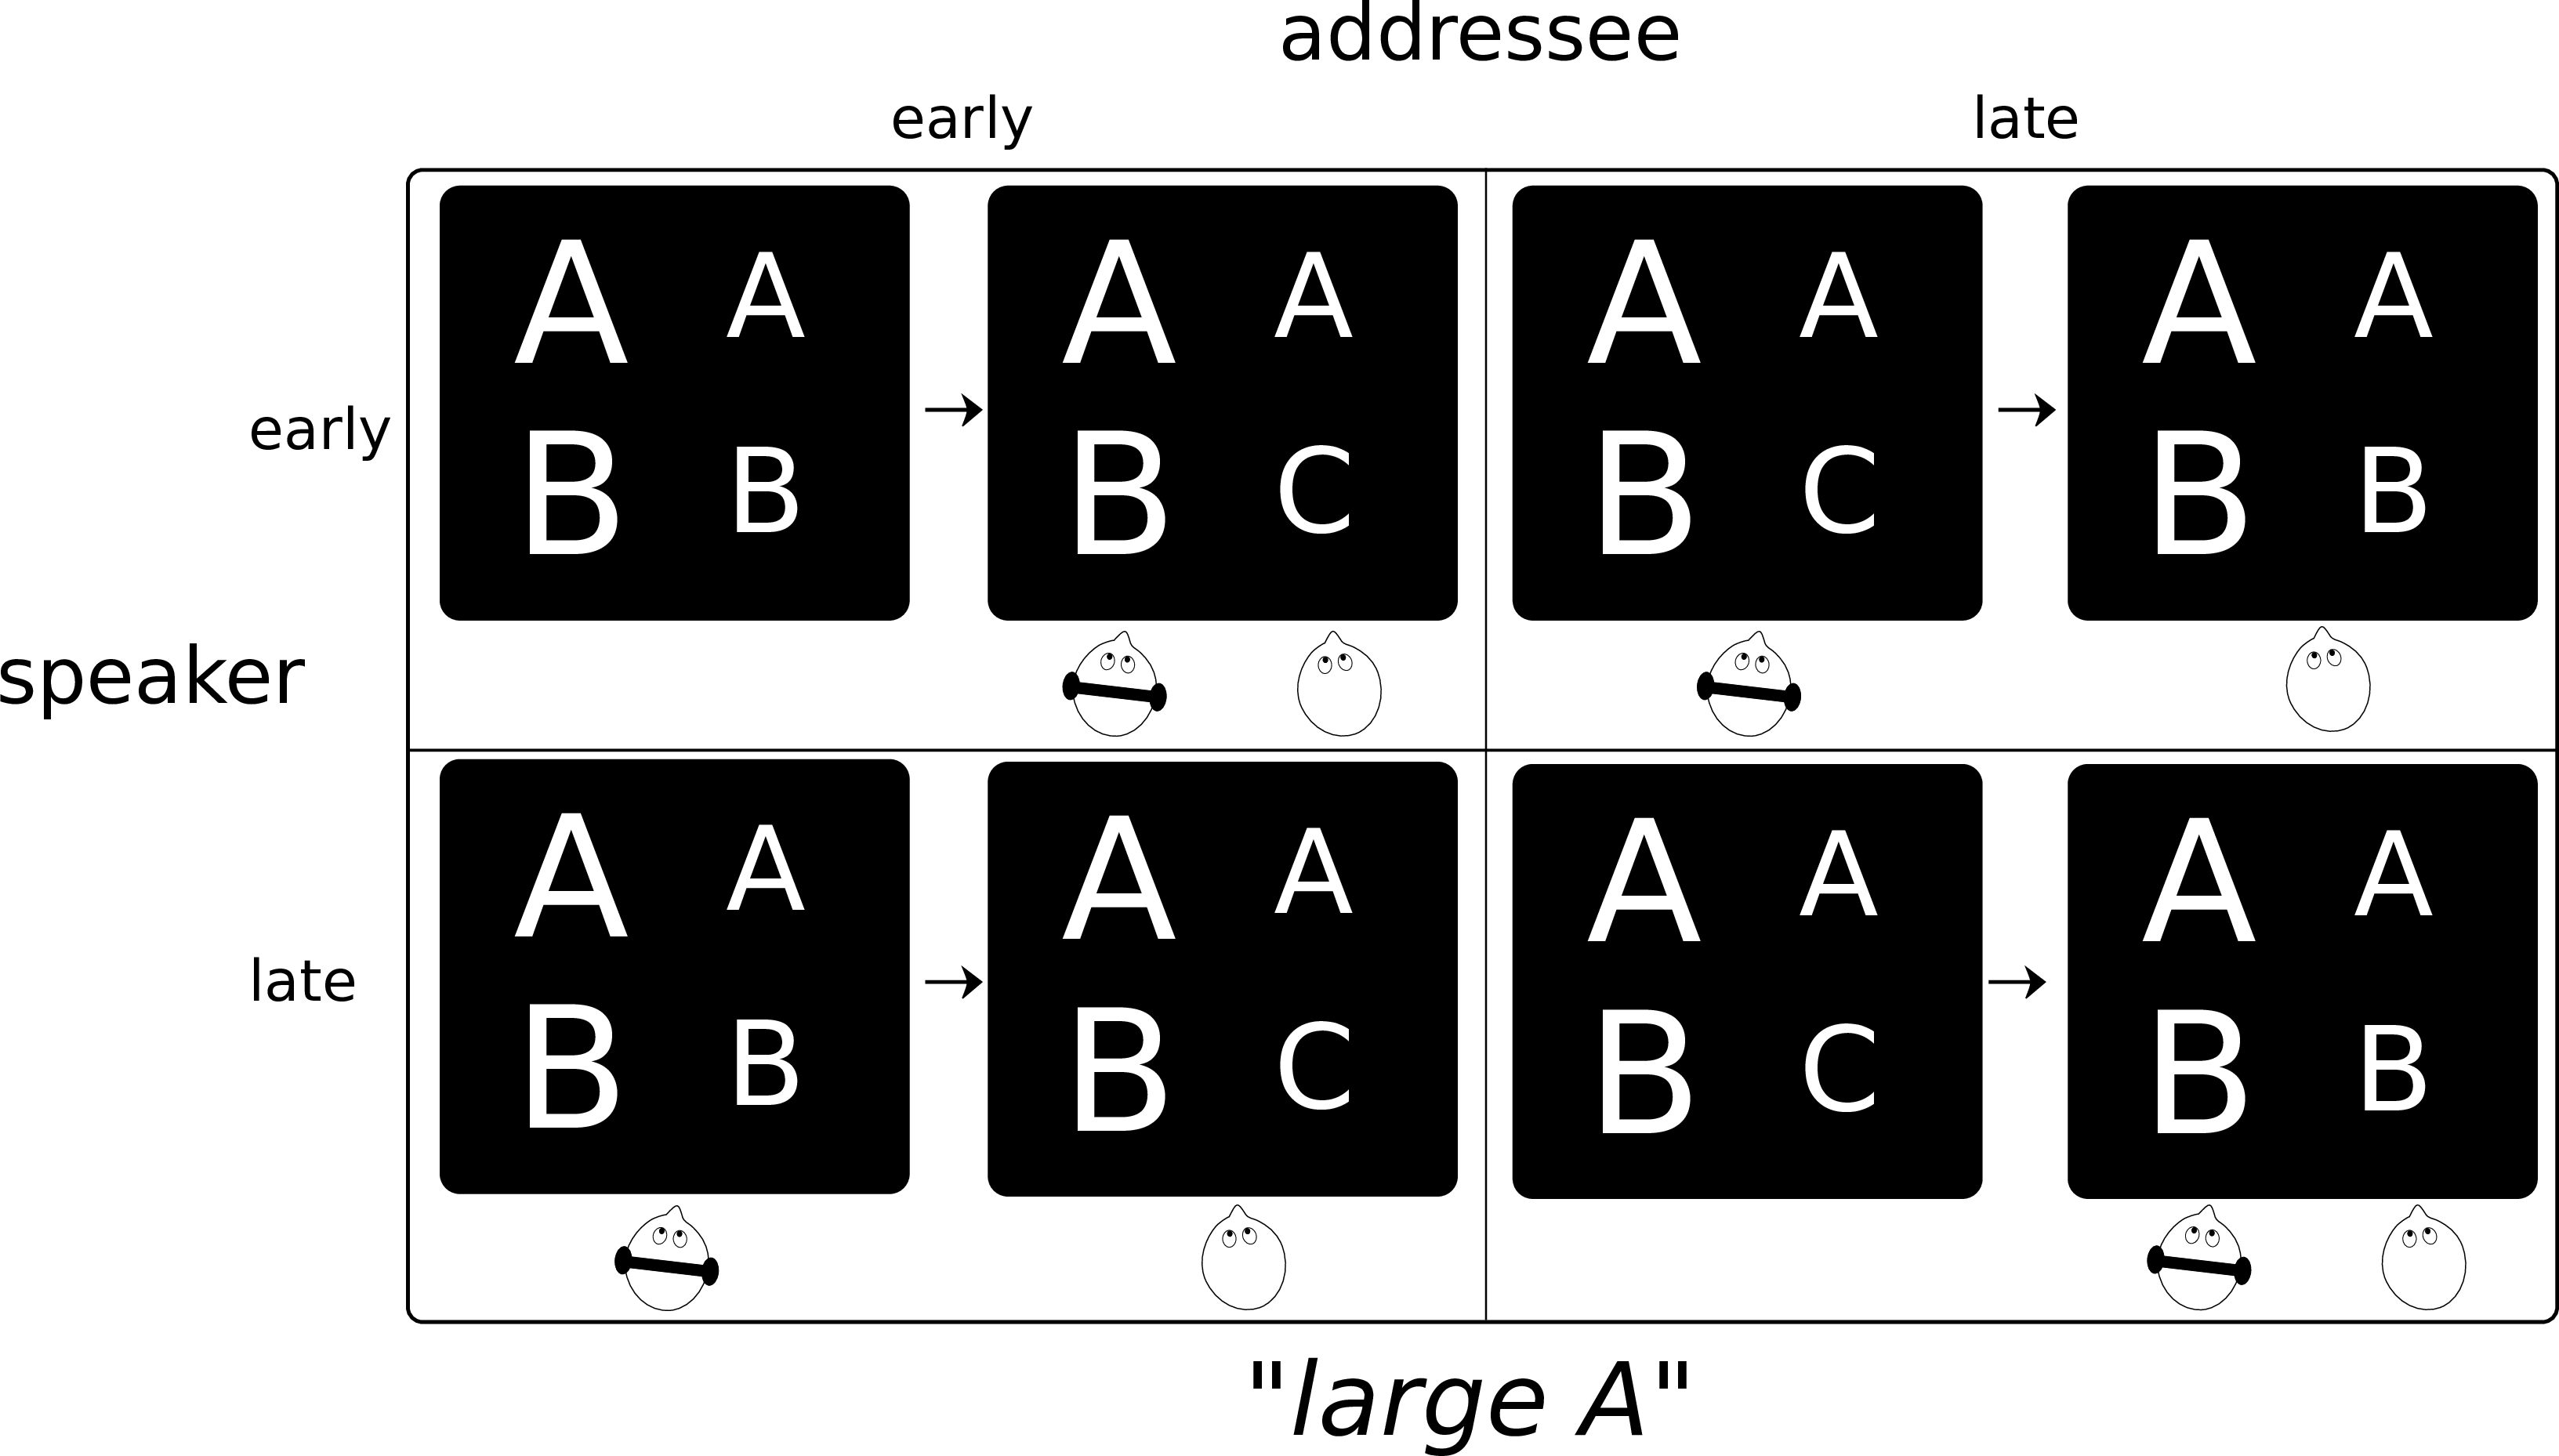 addressee
early late
A A A A A A A A
early
B B B C B C B B
speaker
A A A A A A A A
late
B B B C B C B B
"large A"